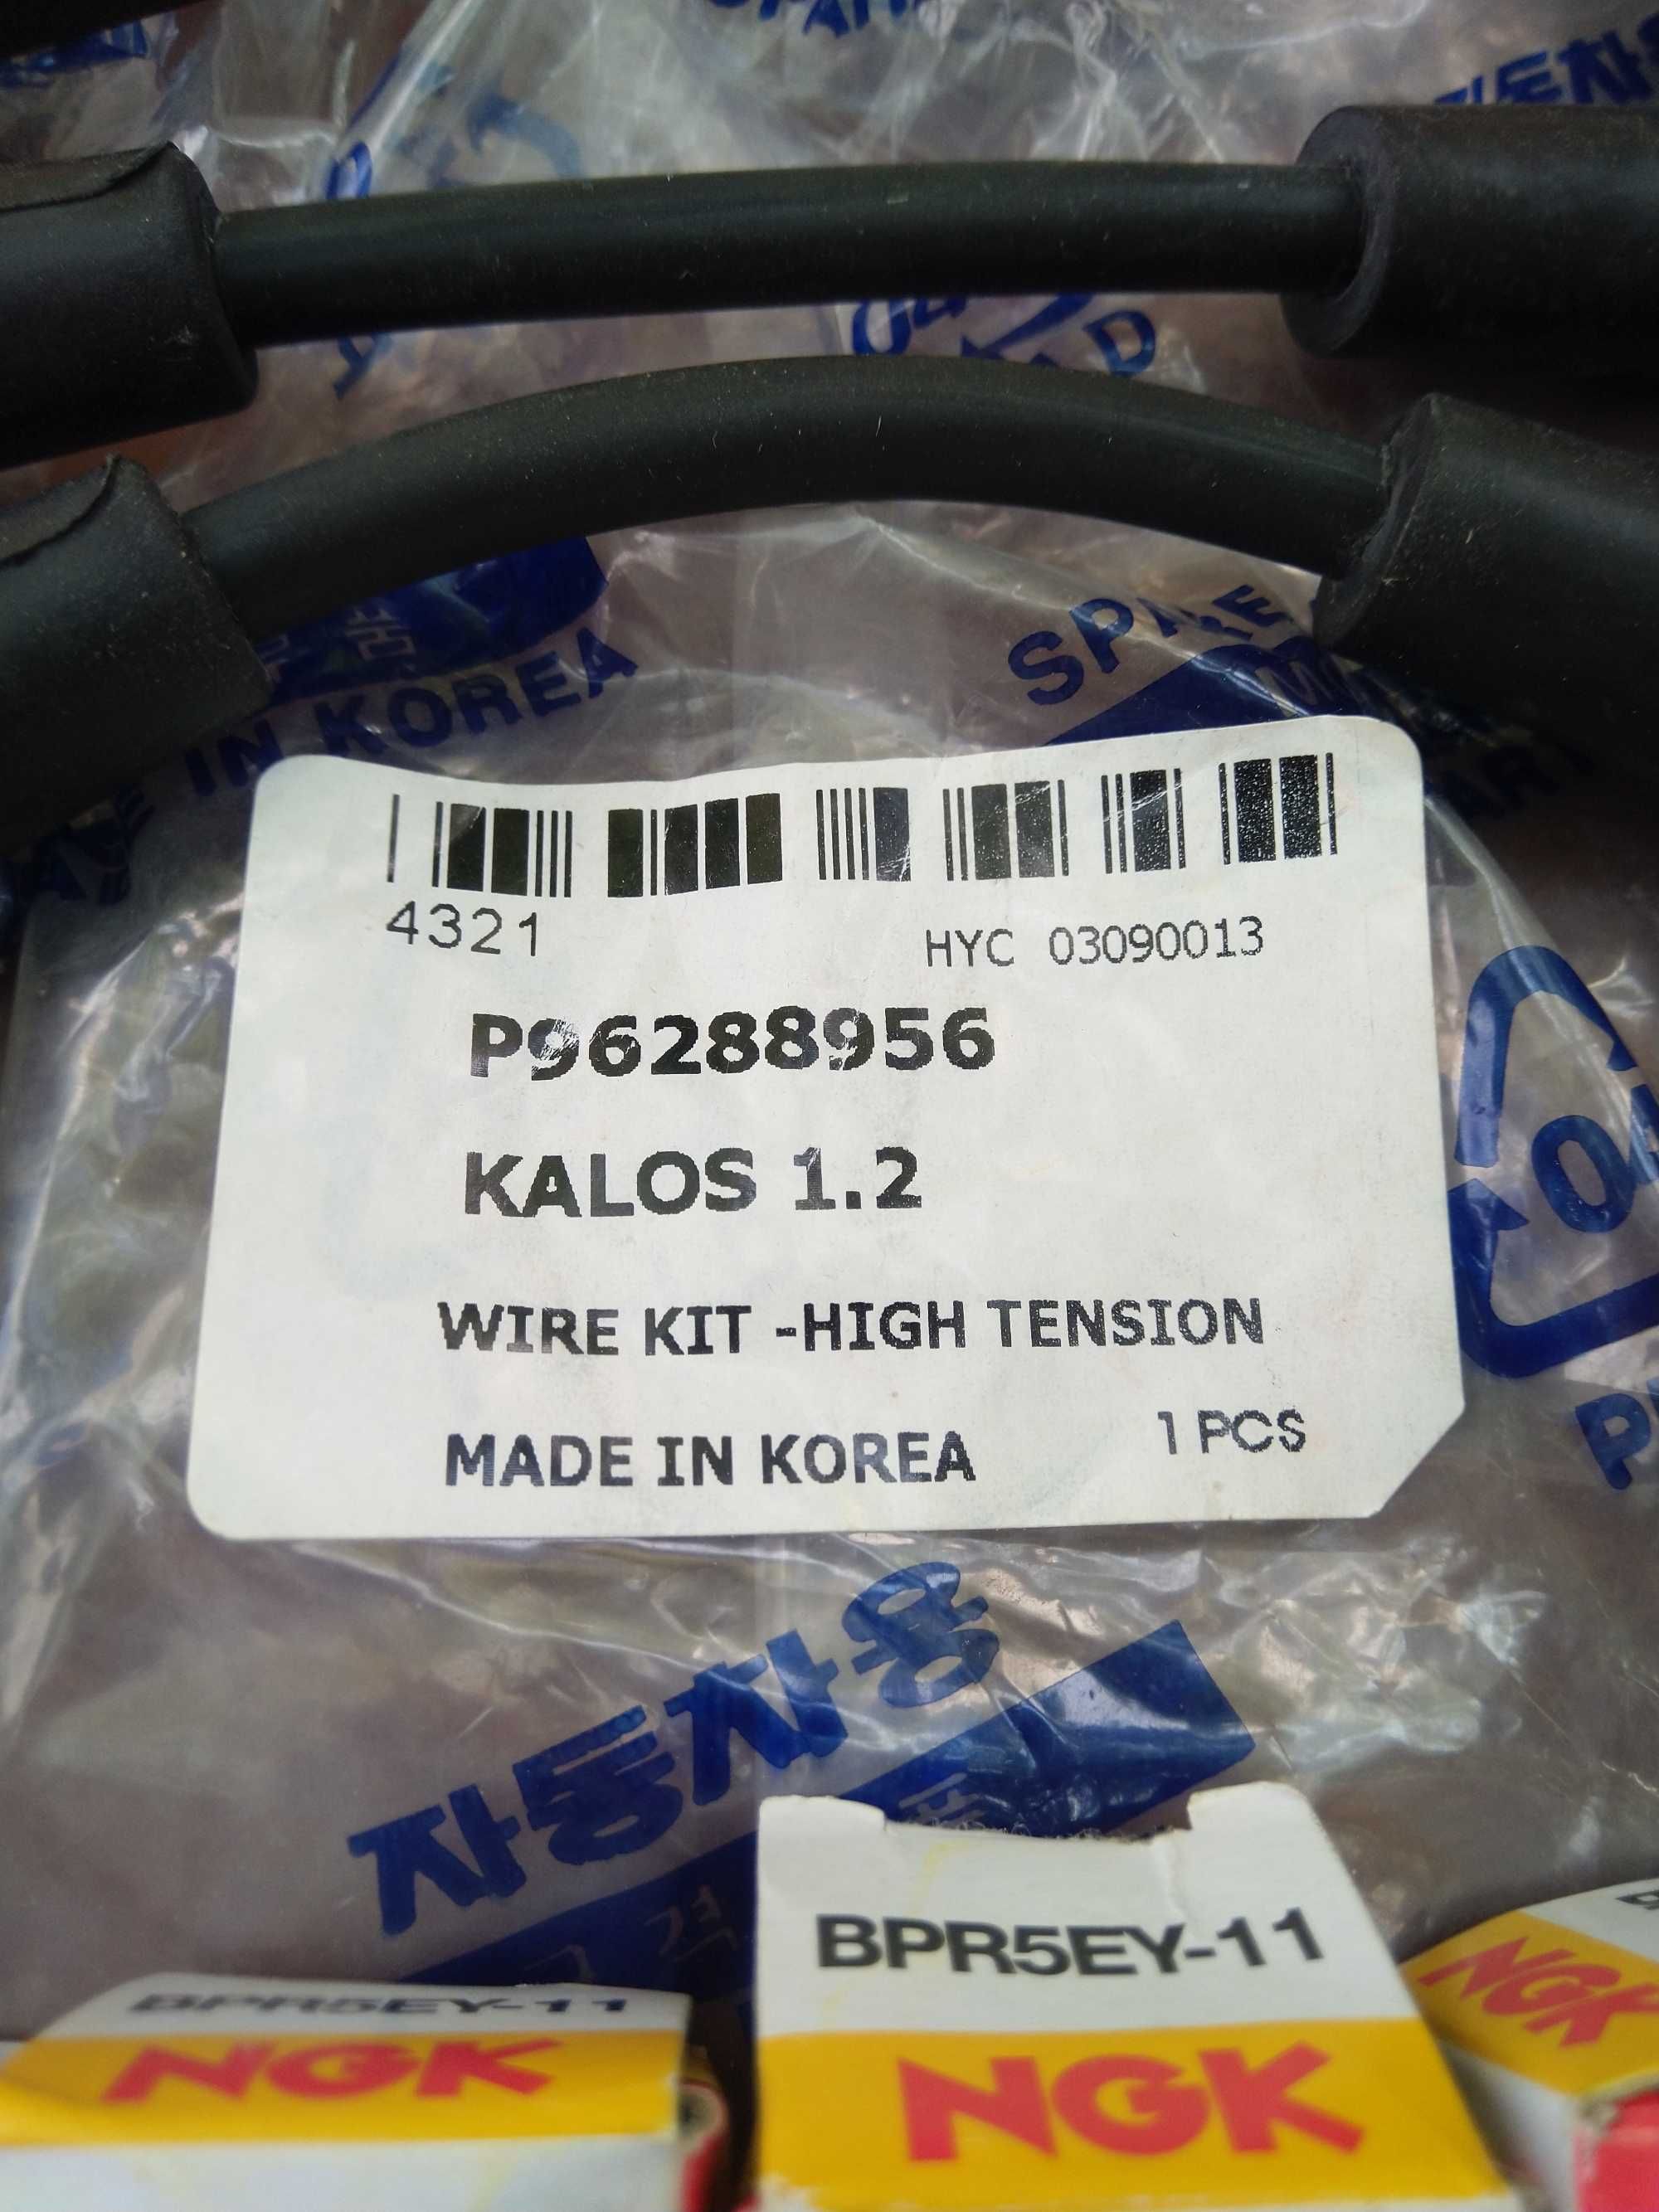 SPARE
IN KOREA
4321
HYC 03090013
P96288956
KALOS 1.2
WIRE KIT -HIGH TENSION
MADE IN KOREA
1 PCS
자동차용
BPR5EY-11
NGK
BPR5EY-11
NGK
NGK